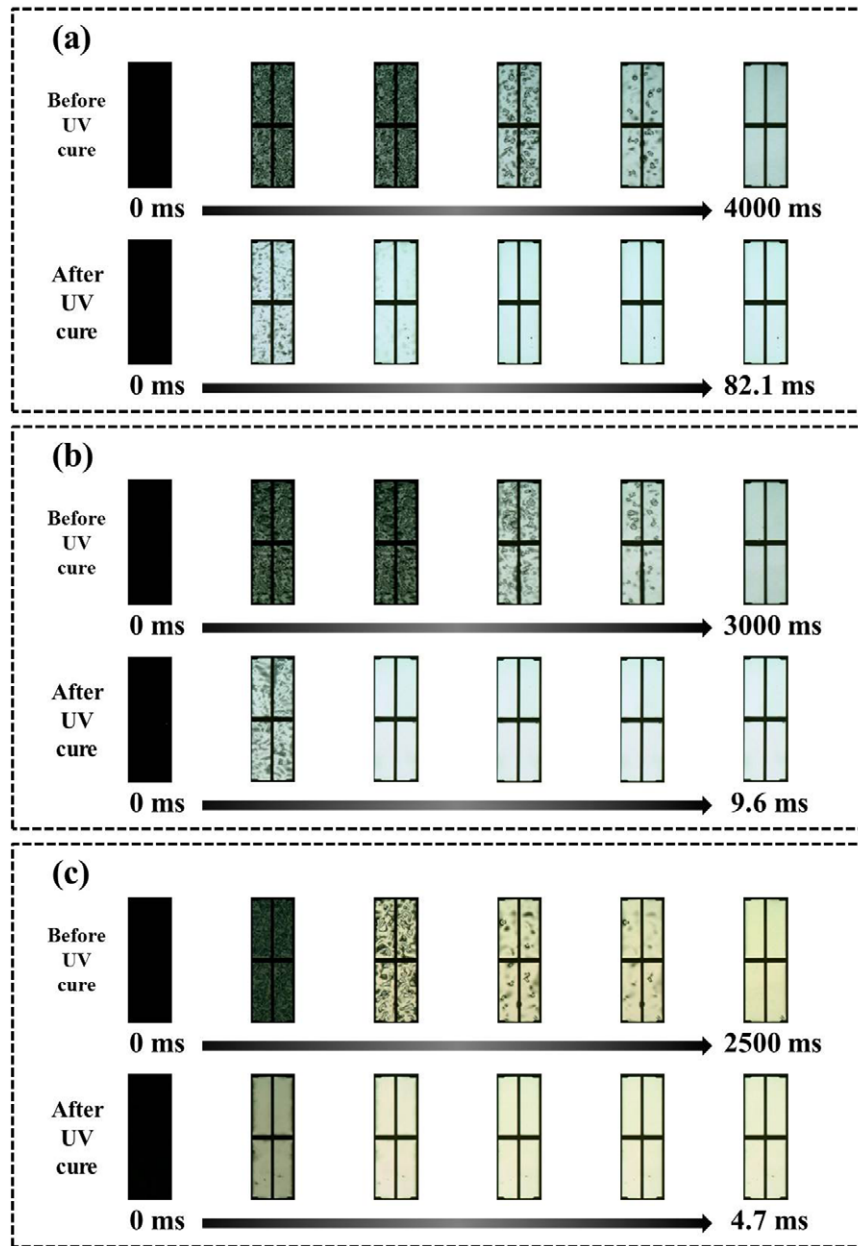 (a)
Before
UV
cure
0 ms
4000 ms
After
UV
cure
0 ms
82.1 ms
(b)
Before
UV
cure
0 ms
3000 ms
After
UV
cure
0 ms
9.6 ms
(c)
Before
UV
cure
0 ms
2500 ms
After
UV
cure
0 ms
4.7 ms